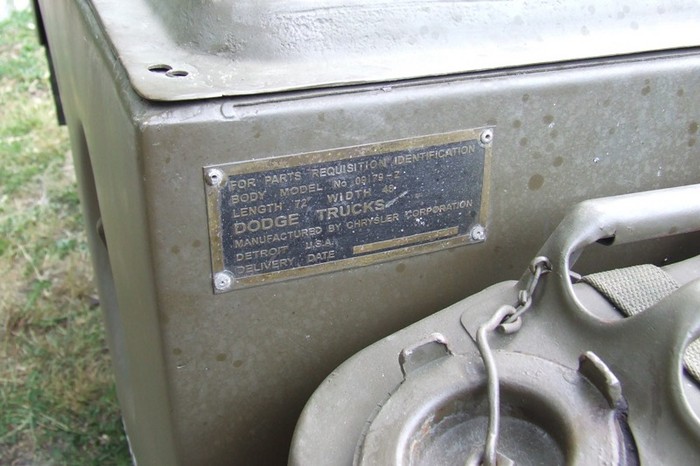 FOR PARTS REQUISITION IDENTIFICATION
BODY MODEL No 08179-Z
LENGTH 72" WIDTH 48"
DODGE TRUCKS
MANUFACTURED BY CHRYSLER CORPORATION
DETROIT U.S.A.
DELIVERY DATE